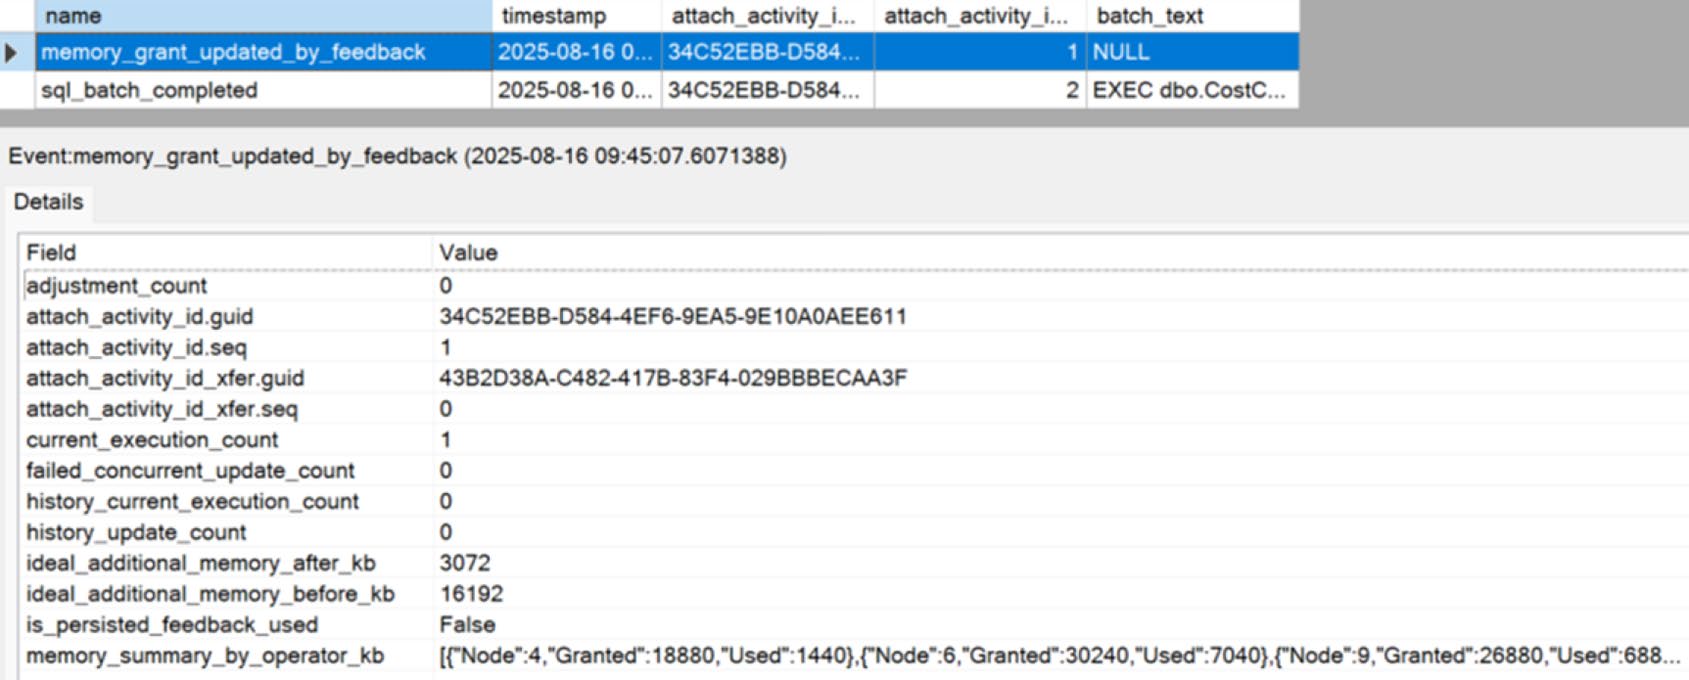 name timestamp attach_activity_i... attach_activity_i... batch_text
memory_grant_updated_by_feedback 2025-08-16 0... 34C52EBB-D584... 1 NULL
sql_batch_completed 2025-08-16 0... 34C52EBB-D584... 2 EXEC dbo.CostC...
Event:memory_grant_updated_by_feedback (2025-08-16 09:45:07.6071388)
Details
Field Value
adjustment_count 0
attach_activity_id.guid 34C52EBB-D584-4EF6-9EA5-9E10A0AEE611
attach_activity_id.seq 1
attach_activity_id_xfer.guid 43B2D38A-C482-417B-83F4-029BBBECAA3F
attach_activity_id_xfer.seq 0
current_execution_count 1
failed_concurrent_update_count 0
history_current_execution_count 0
history_update_count 0
ideal_additional_memory_after_kb 3072
ideal_additional_memory_before_kb 16192
is_persisted_feedback_used False
memory_summary_by_operator_kb [{"Node":4,"Granted":18880,"Used":1440},{"Node":6,"Granted":30240,"Used":7040},{"Node":9,"Granted":26880,"Used":688...